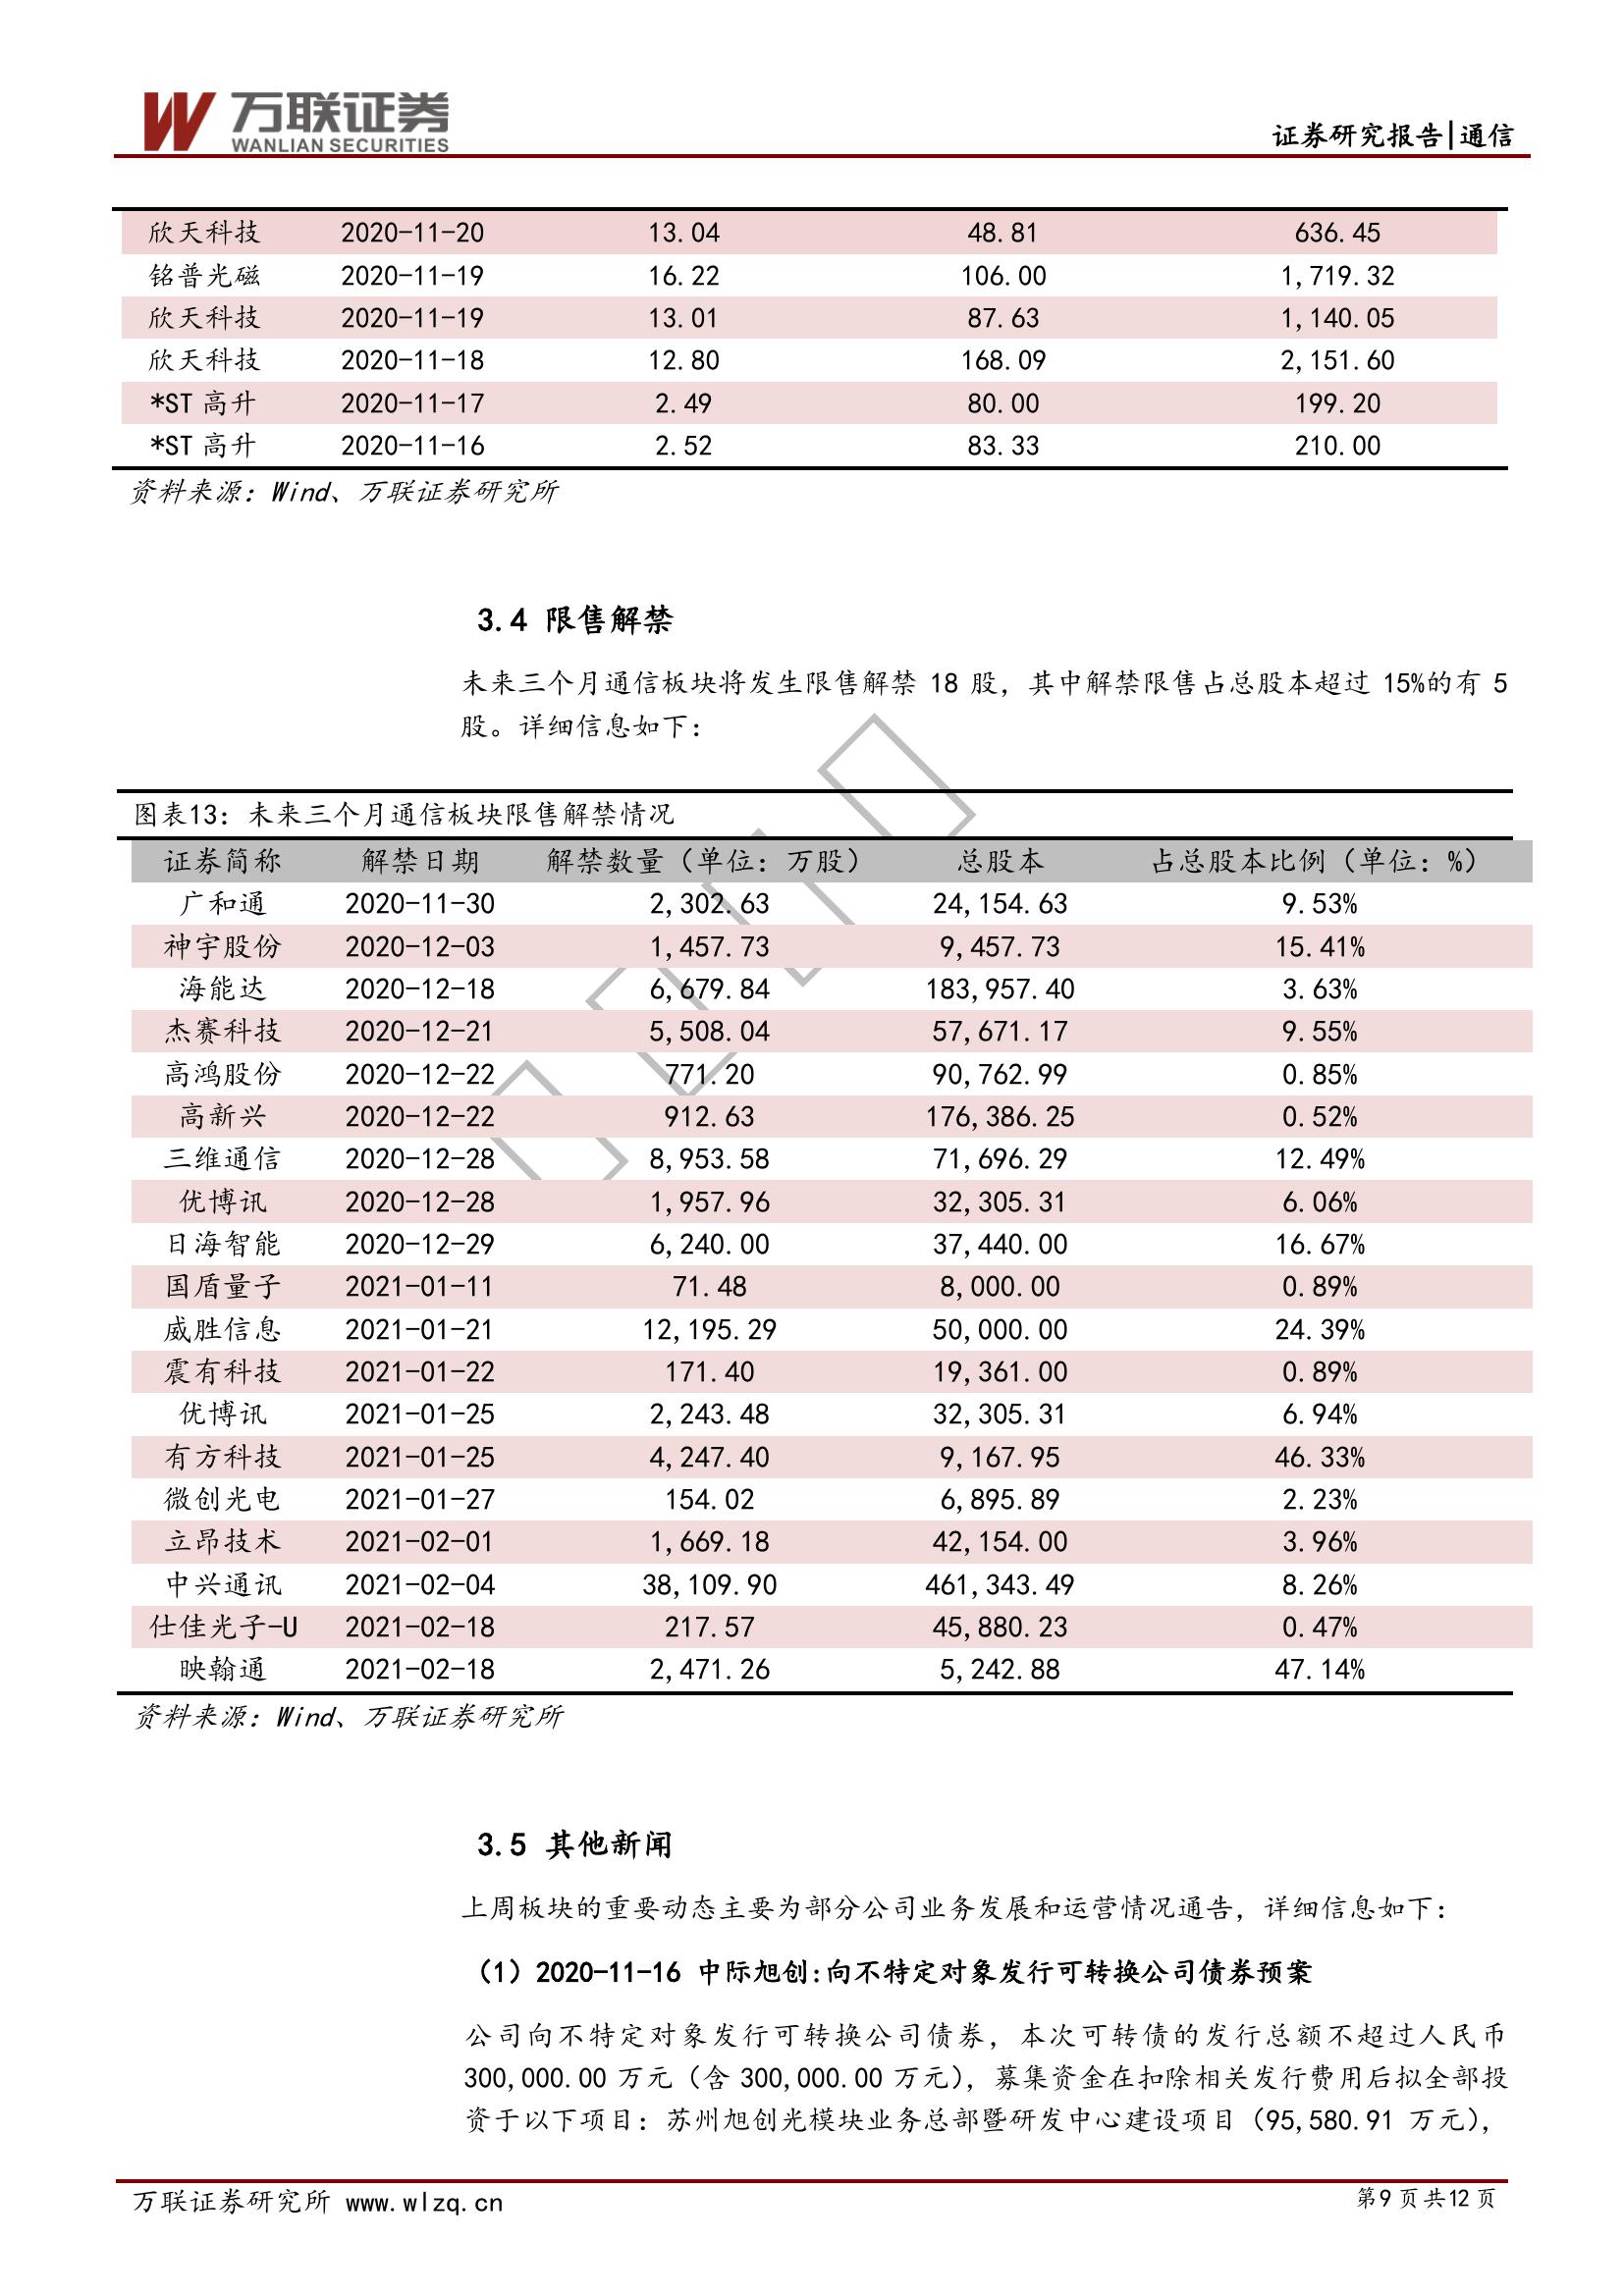 万联证券
WANLIAN SECURITIES
证券研究报告|通信
欣天科技 2020-11-20 13.04 48.81 636.45
铭普光磁 2020-11-19 16.22 106.00 1,719.32
欣天科技 2020-11-19 13.01 87.63 1,140.05
欣天科技 2020-11-18 12.80 168.09 2,151.60
*ST 高升 2020-11-17 2.49 80.00 199.20
*ST 高升 2020-11-16 2.52 83.33 210.00
资料来源：Wind、万联证券研究所
3.4 限售解禁
未来三个月通信板块将发生限售解禁 18 股，其中解禁限售占总股本超过 15%的有 5
股。详细信息如下：
图表13：未来三个月通信板块限售解禁情况
证券简称 解禁日期 解禁数量（单位：万股） 总股本 占总股本比例（单位：%）
广和通 2020-11-30 2,302.63 24,154.63 9.53%
神宇股份 2020-12-03 1,457.73 9,457.73 15.41%
海能达 2020-12-18 6,679.84 183,957.40 3.63%
杰赛科技 2020-12-21 5,508.04 57,671.17 9.55%
高鸿股份 2020-12-22 771.20 90,762.99 0.85%
高新兴 2020-12-22 912.63 176,386.25 0.52%
三维通信 2020-12-28 8,953.58 71,696.29 12.49%
优博讯 2020-12-28 1,957.96 32,305.31 6.06%
日海智能 2020-12-29 6,240.00 37,440.00 16.67%
国盾量子 2021-01-11 71.48 8,000.00 0.89%
威胜信息 2021-01-21 12,195.29 50,000.00 24.39%
震有科技 2021-01-22 171.40 19,361.00 0.89%
优博讯 2021-01-25 2,243.48 32,305.31 6.94%
有方科技 2021-01-25 4,247.40 9,167.95 46.33%
微创光电 2021-01-27 154.02 6,895.89 2.23%
立昂技术 2021-02-01 1,669.18 42,154.00 3.96%
中兴通讯 2021-02-04 38,109.90 461,343.49 8.26%
仕佳光子-U 2021-02-18 217.57 45,880.23 0.47%
映翰通 2021-02-18 2,471.26 5,242.88 47.14%
资料来源：Wind、万联证券研究所
3.5 其他新闻
上周板块的重要动态主要为部分公司业务发展和运营情况通告，详细信息如下：
（1）2020-11-16 中际旭创:向不特定对象发行可转换公司债券预案
公司向不特定对象发行可转换公司债券，本次可转债的发行总额不超过人民币
300,000.00 万元（含 300,000.00 万元），募集资金在扣除相关发行费用后拟全部投
资于以下项目：苏州旭创光模块业务总部暨研发中心建设项目（95,580.91 万元），
万联证券研究所 www.wlzq.cn
第9 页 共12 页